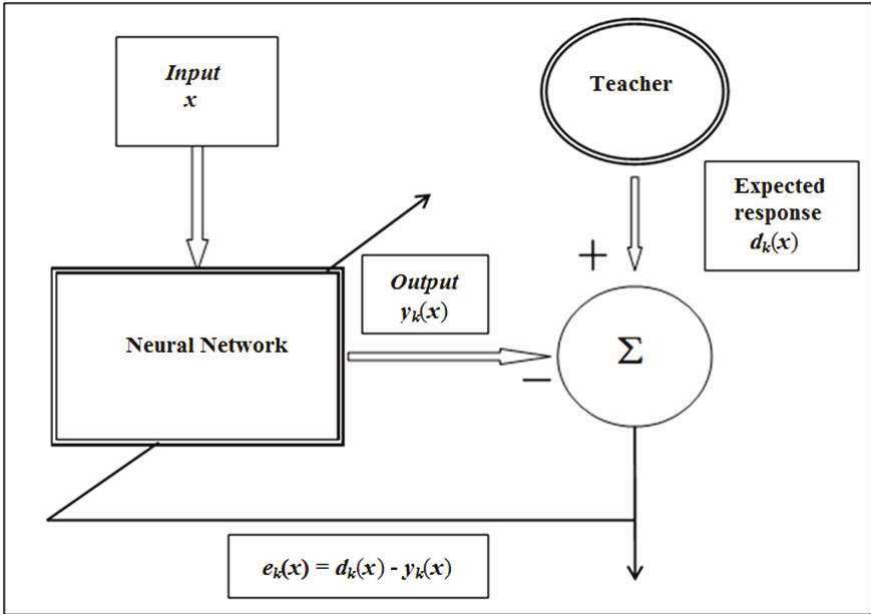 Input
x
Teacher
Expected
response
dₖ(x)
+
Output
yₖ(x)
Neural Network
Σ
−
eₖ(x) = dₖ(x) - yₖ(x)